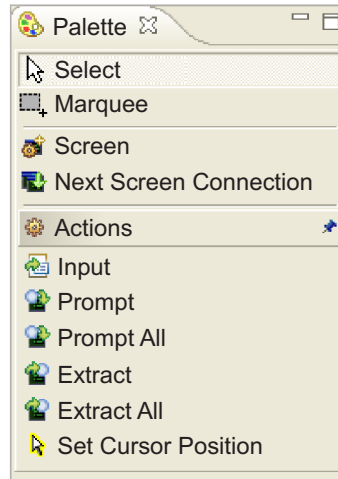 Palette
Select
Marquee
Screen
Next Screen Connection
Actions
Input
Prompt
Prompt All
Extract
Extract All
Set Cursor Position